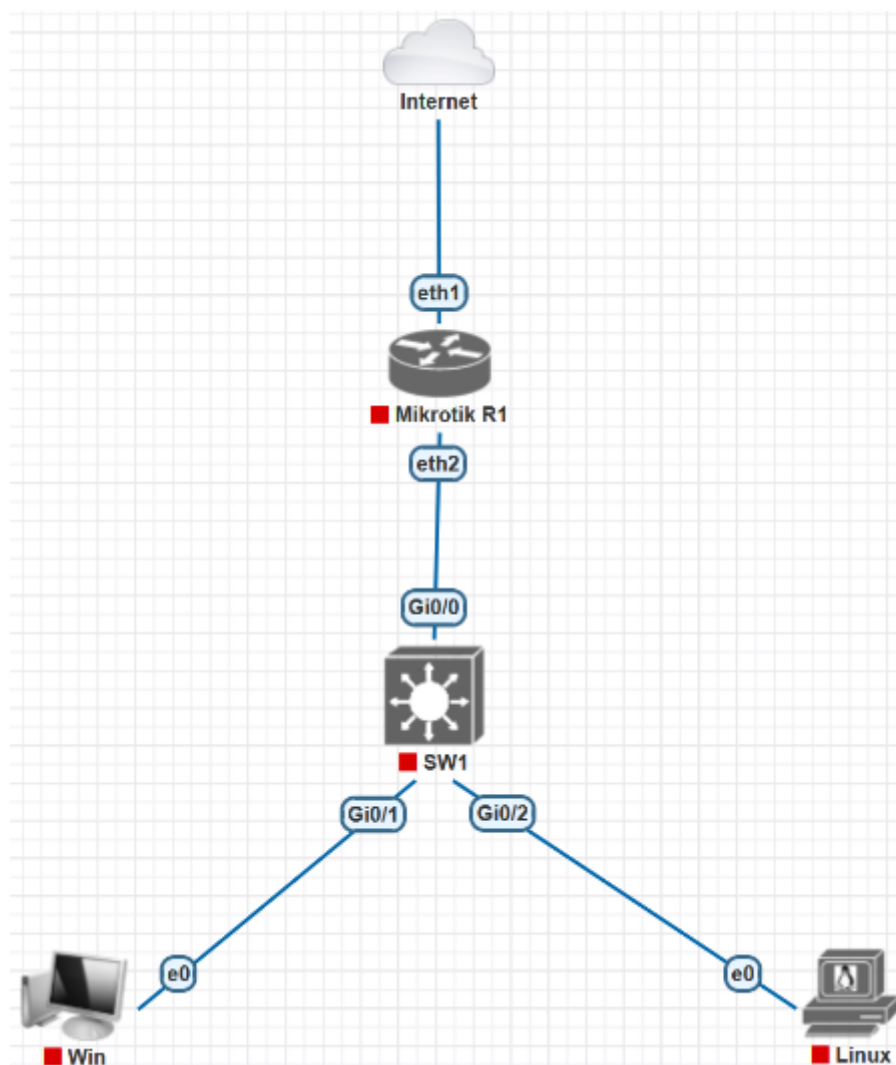 Internet
eth1
Mikrotik R1
eth2
Gi0/0
SW1
Gi0/1
Gi0/2
e0
e0
Win
Linux